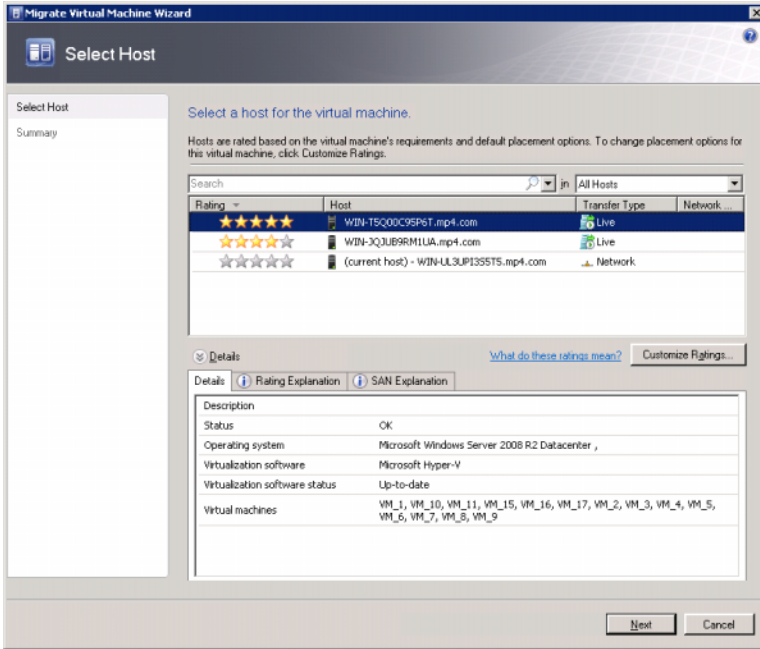 Migrate Virtual Machine Wizard
Select Host
Select Host
Summary
Select a host for the virtual machine.
Hosts are rated based on the virtual machine's requirements and default placement options. To change placement options for
this virtual machine, click Customize Ratings.
Search in All Hosts
Rating Host Transfer Type Network ...
WIN-T5Q00C95P6T.mp4.com Live
WIN-JQJUB9RM1UA.mp4.com Live
(current host) - WIN-UL3UPI3S5TS.mp4.com Network
Details What do these ratings mean? Customize Ratings...
Details Rating Explanation SAN Explanation
Description
Status OK
Operating system Microsoft Windows Server 2008 R2 Datacenter ,
Virtualization software Microsoft Hyper-V
Virtualization software status Up-to-date
Virtual machines VM_1, VM_10, VM_11, VM_15, VM_16, VM_17, VM_2, VM_3, VM_4, VM_5,
VM_6, VM_7, VM_8, VM_9
Next Cancel